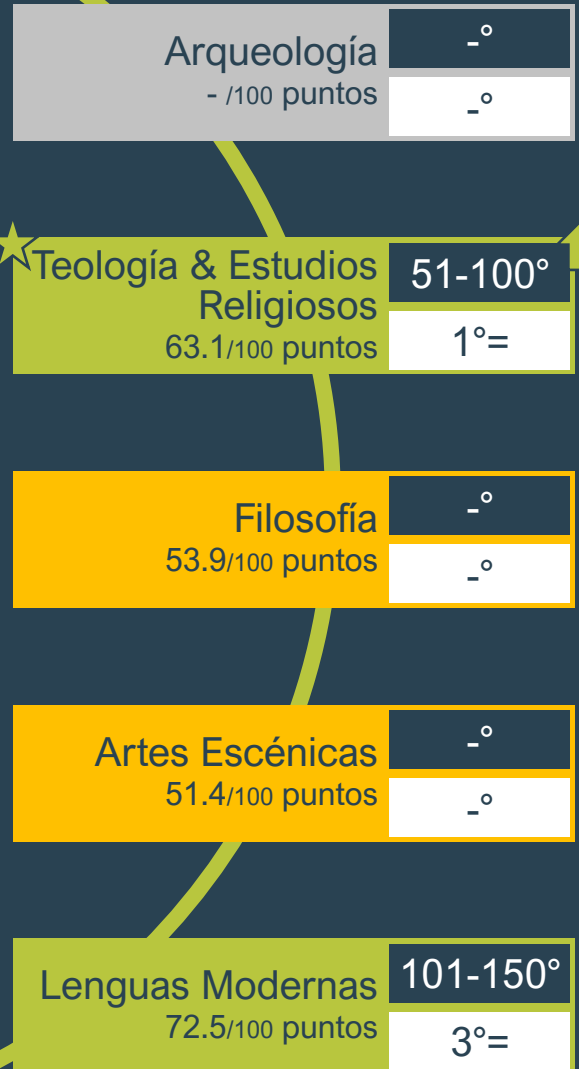 Arqueología
- /100 puntos
-°
-°
Teología & Estudios
Religiosos
63.1/100 puntos
51-100°
1°=
Filosofía
53.9/100 puntos
-°
-°
Artes Escénicas
51.4/100 puntos
-°
-°
Lenguas Modernas
72.5/100 puntos
101-150°
3°=